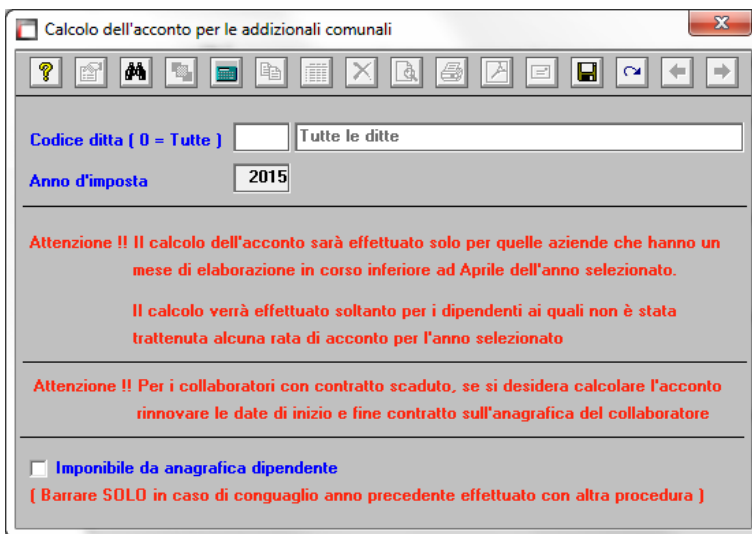 Calcolo dell'acconto per le addizionali comunali
Codice ditta ( 0 = Tutte ) Tutte le ditte
Anno d'imposta 2015
Attenzione !! Il calcolo dell'acconto sarà effettuato solo per quelle aziende che hanno un
mese di elaborazione in corso inferiore ad Aprile dell'anno selezionato.
Il calcolo verrà effettuato soltanto per i dipendenti ai quali non è stata
trattenuta alcuna rata di acconto per l'anno selezionato
Attenzione !! Per i collaboratori con contratto scaduto, se si desidera calcolare l'acconto
rinnovare le date di inizio e fine contratto sull'anagrafica del collaboratore
Imponibile da anagrafica dipendente
( Barrare SOLO in caso di conguaglio anno precedente effettuato con altra procedura )